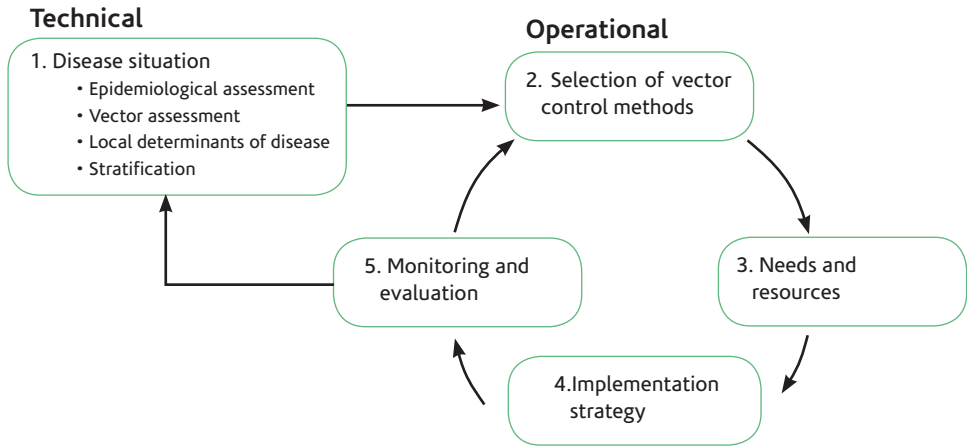 Technical
1. Disease situation
• Epidemiological assessment
• Vector assessment
• Local determinants of disease
• Stratification
Operational
2. Selection of vector
control methods
3. Needs and
resources
4.Implementation
strategy
5. Monitoring and
evaluation